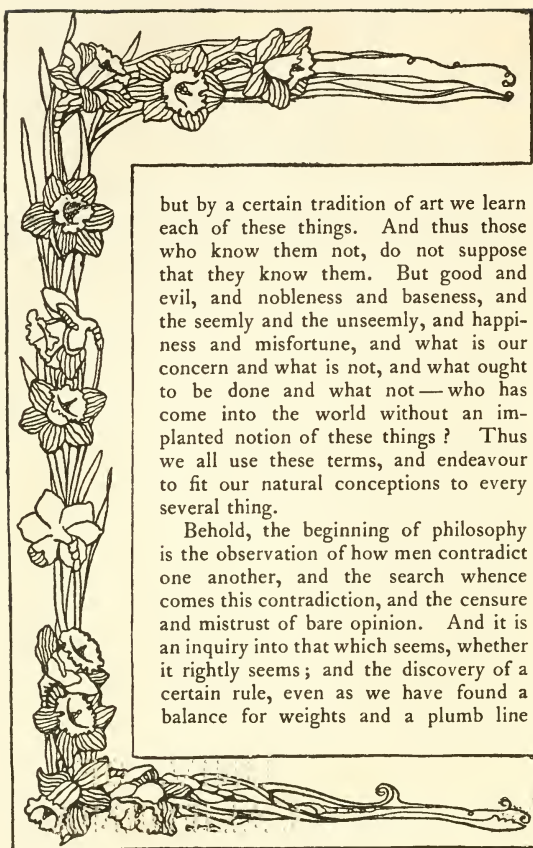 but by a certain tradition of art we learn
each of these things. And thus those
who know them not, do not suppose
that they know them. But good and
evil, and nobleness and baseness, and
the seemly and the unseemly, and happi-
ness and misfortune, and what is our
concern and what is not, and what ought
to be done and what not — who has
come into the world without an im-
planted notion of these things ? Thus
we all use these terms, and endeavour
to fit our natural conceptions to every
several thing.
Behold, the beginning of philosophy
is the observation of how men contradict
one another, and the search whence
comes this contradiction, and the censure
and mistrust of bare opinion. And it is
an inquiry into that which seems, whether
it rightly seems ; and the discovery of a
certain rule, even as we have found a
balance for weights and a plumb line